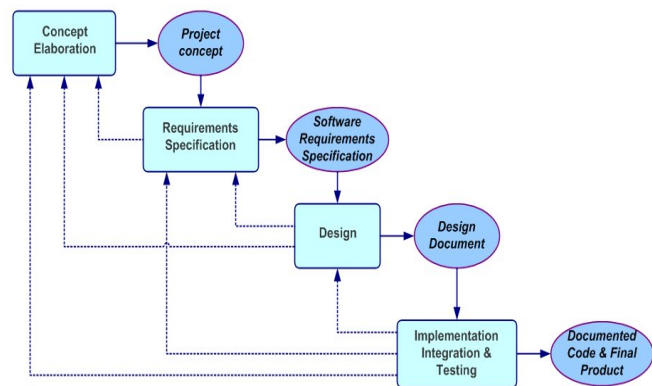 Concept
Elaboration
Project
concept
Requirements
Specification
Software
Requirements
Specification
Design
Design
Document
Implementation
Integration &
Testing
Documented
Code & Final
Product